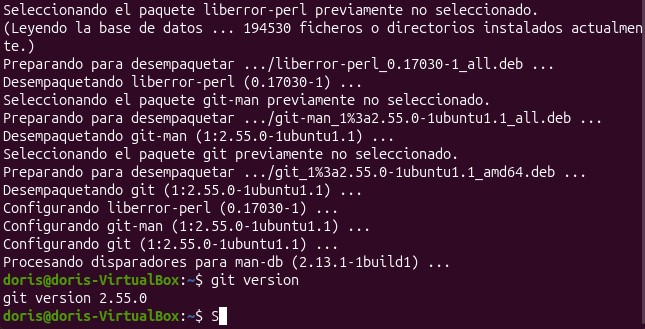 Seleccionando el paquete liberror-perl previamente no seleccionado.
(Leyendo la base de datos ... 194530 ficheros o directorios instalados actualmen
te.)
Preparando para desempaquetar .../liberror-perl_0.17030-1_all.deb ...
Desempaquetando liberror-perl (0.17030-1) ...
Seleccionando el paquete git-man previamente no seleccionado.
Preparando para desempaquetar .../git-man_1%3a2.55.0-1ubuntu1.1_all.deb ...
Desempaquetando git-man (1:2.55.0-1ubuntu1.1) ...
Seleccionando el paquete git previamente no seleccionado.
Preparando para desempaquetar .../git_1%3a2.55.0-1ubuntu1.1_amd64.deb ...
Desempaquetando git (1:2.55.0-1ubuntu1.1) ...
Configurando liberror-perl (0.17030-1) ...
Configurando git-man (1:2.55.0-1ubuntu1.1) ...
Configurando git (1:2.55.0-1ubuntu1.1) ...
Procesando disparadores para man-db (2.13.1-1build1) ...
doris@doris-VirtualBox:~$ git version
git version 2.55.0
doris@doris-VirtualBox:~$ S